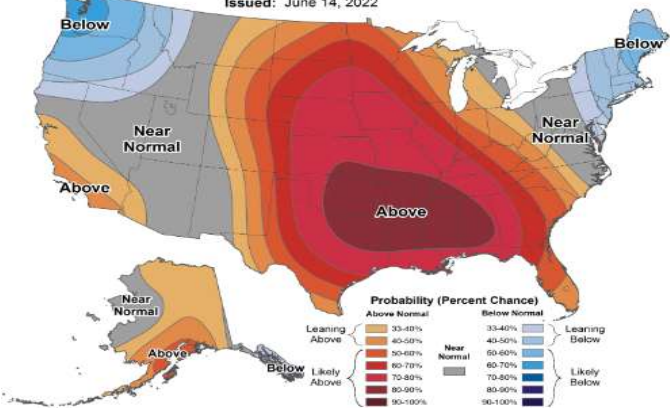 Issued: June 14, 2022
Below
Below
Near
Normal
Near
Normal
Above
Above
Near
Normal
Above
Below
Probability (Percent Chance)
Above Normal
Below Normal
Leaning
Above
33-40%
40-50%
Likely
Above
50-60%
60-70%
70-80%
80-90%
90-100%
Near
Normal
33-40%
40-50%
Leaning
Below
50-60%
60-70%
70-80%
80-90%
90-100%
Likely
Below